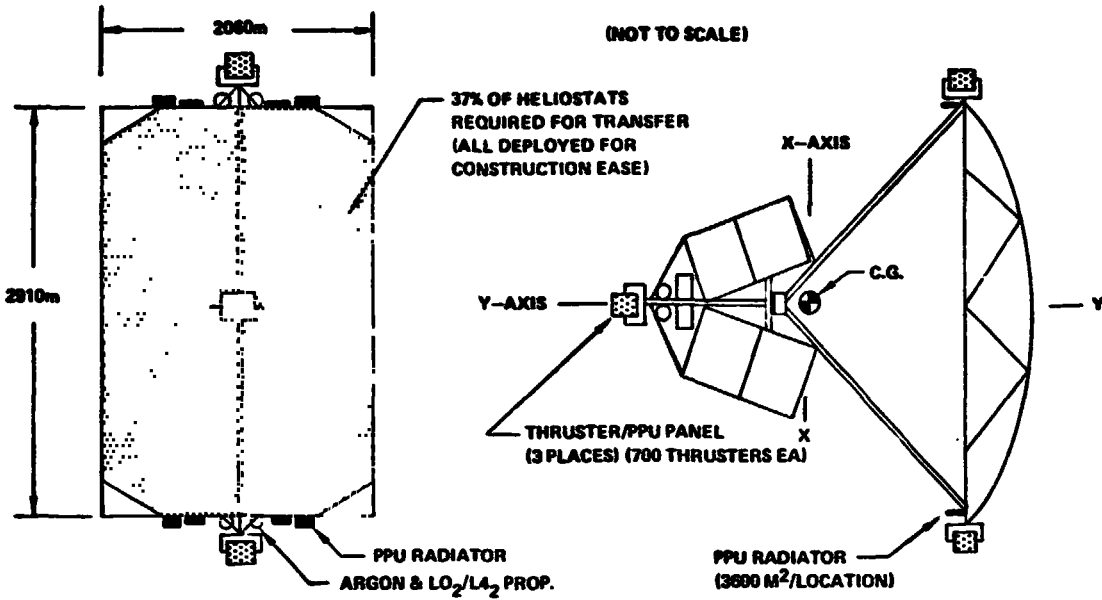 2060m
(NOT TO SCALE)
37% OF HELIOSTATS
REQUIRED FOR TRANSFER
(ALL DEPLOYED FOR
CONSTRUCTION EASE)
X-AXIS
C.G.
2910m
Y-AXIS
Y
THRUSTER/PPU PANEL
(3 PLACES) (700 THRUSTERS EA)
X
PPU RADIATOR
ARGON & LO2/L42 PROP.
PPU RADIATOR
(3600 M2/LOCATION)